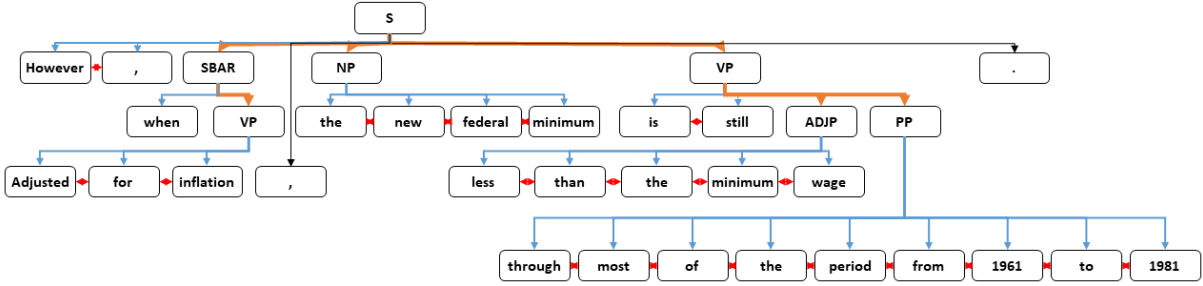 S
However , SBAR NP VP .
when VP the new federal minimum is still ADJP PP
Adjusted for inflation , less than the minimum wage
through most of the period from 1961 to 1981